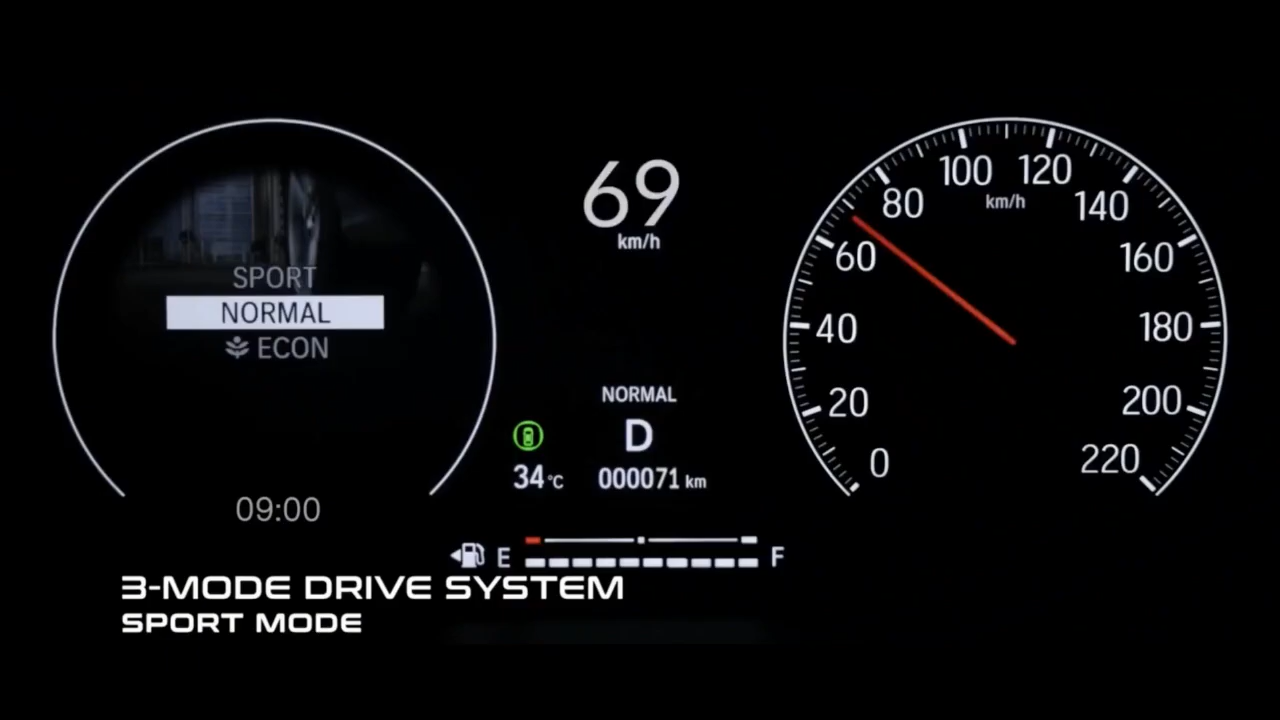 SPORT
NORMAL
ECON
09:00
69
km/h
NORMAL
D
34 °C
000071 km
E
F
0
20
40
60
80
100
120
140
160
180
200
220
km/h
3-MODE DRIVE SYSTEM
SPORT MODE